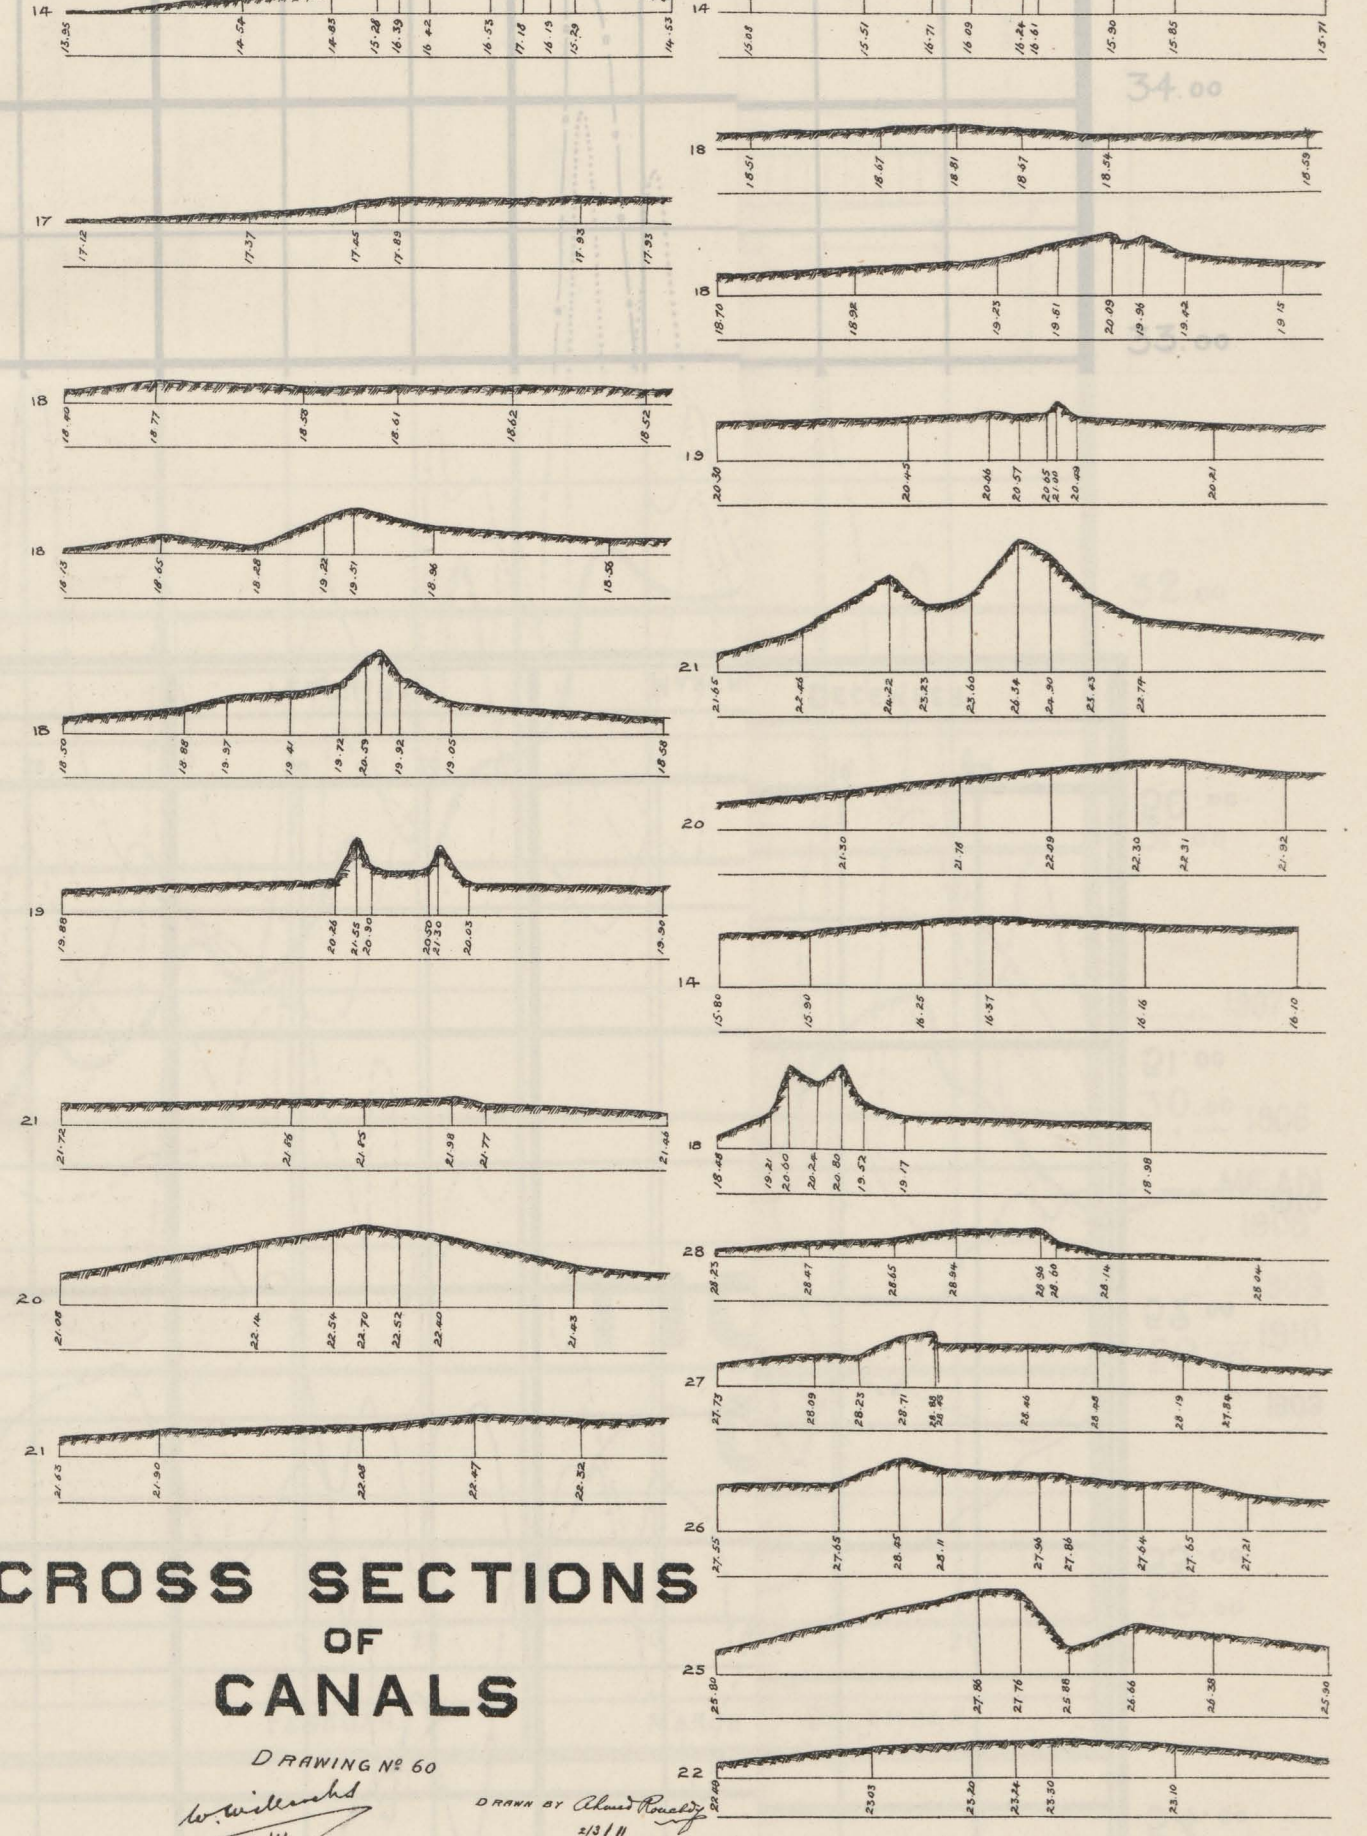 14
13.95 14.54 14.85 15.28 16.39 16.42 16.53 17.18 16.19 15.29 14.53
17
17.12 17.37 17.45 17.89 17.93 17.93
18
18.40 18.77 18.58 18.61 18.62 18.52
18
18.13 18.65 18.28 19.22 19.51 18.96 18.56
18
18.50 18.88 19.37 19.41 19.72 20.59 19.92 19.05 18.58
19
19.88 20.26 21.55 20.90 20.50 21.30 20.03 19.90
21
21.72 21.86 21.85 21.98 21.77 21.46
20
21.08 22.14 22.54 22.70 22.52 22.40 21.43
21
21.63 21.90 22.08 22.47 22.32
CROSS SECTIONS
OF
CANALS
DRAWING Nº 60
W. Willcocks
DRAWN BY Ahmed
2/3/11
14
15.03 15.51 16.71 16.09 16.24 16.61 15.90 15.85 15.71
18
18.51 18.67 18.81 18.67 18.54 18.59
18
18.70 18.92 19.23 19.81 20.09 19.96 19.42 19.15
19
20.30 20.45 20.66 20.57 20.65 21.00 20.49 20.21
21
21.65 22.46 24.22 23.23 23.60 26.34 24.90 23.43 22.79
20
21.30 21.78 22.09 22.30 22.31 21.92
14
15.80 15.90 16.25 16.37 16.16 16.10
18
18.48 19.21 20.60 20.24 20.80 19.52 19.17 18.98
28
28.23 28.47 28.65 28.94 28.96 28.60 28.14 28.04
27
27.73 28.09 28.23 28.71 28.46 28.48 28.19 27.84
26
27.55 27.65 28.45 28.11 27.96 27.86 27.64 27.65 27.21
25
25.80 27.86 27.76 25.88 26.66 26.38 25.90
22
23.03 23.20 23.24 23.30 23.10
34.00
33.00